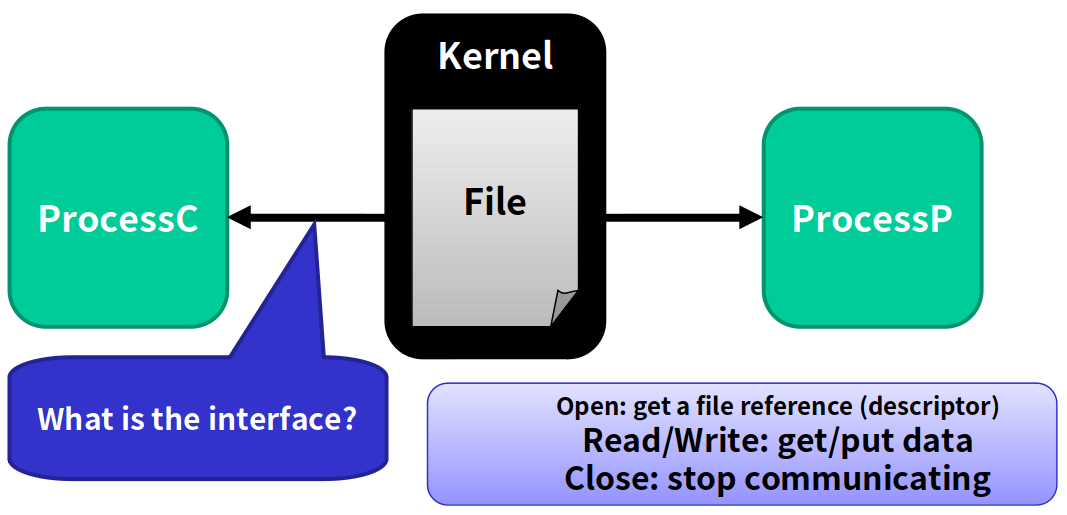 Kernel
File
ProcessC
ProcessP
What is the interface?
Open: get a file reference (descriptor)
Read/Write: get/put data
Close: stop communicating